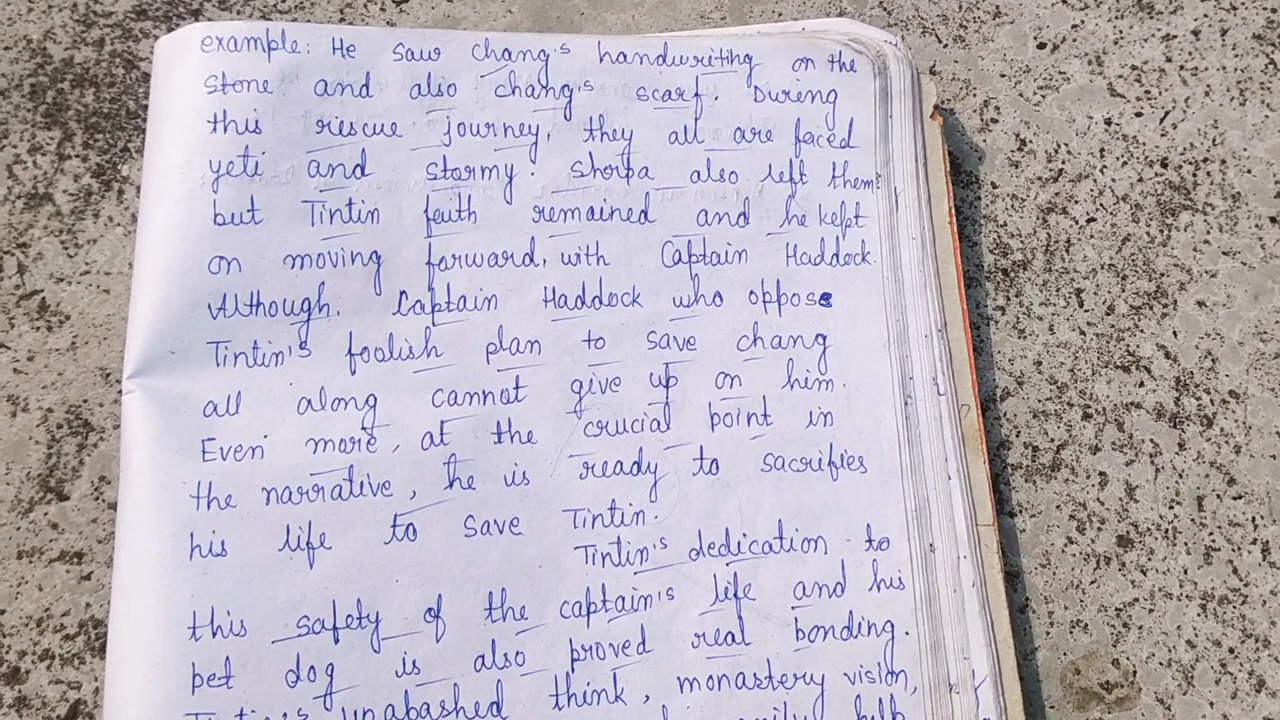 example: He saw chang's handwriting on the
stone and also chang's scarf. During
this rescue journey, they all are faced
yeti and stormy. Sherpa also left them
but Tintin feuth remained and he kept
on moving forward, with Captain Haddock.
Although. Captain Haddock who oppose
Tintin's foolish plan to save chang
all along cannot give up on him.
Even more, at the crucial point in
the narrative, he is ready to sacrifies
his life to save Tintin.
Tintin's dedication to
this safety of the captain's life and his
pet dog is also proved real bonding.
Tintin's unabashed think, monastery vision,